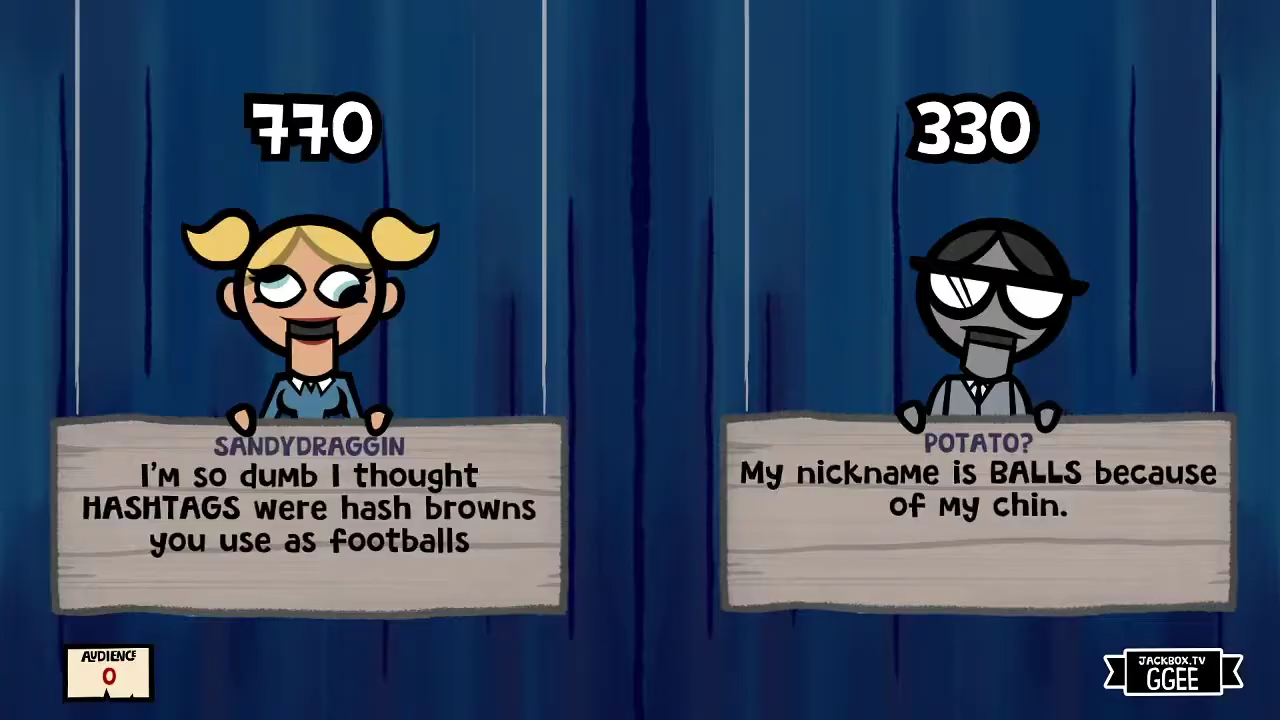 770
330
SANDYDRAGGIN
I'm so dumb I thought
HASHTAGS were hash browns
you use as footballs
POTATO?
My nickname is BALLS because
of my chin.
AUDIENCE
0
JACKBOX.TV
GGEE